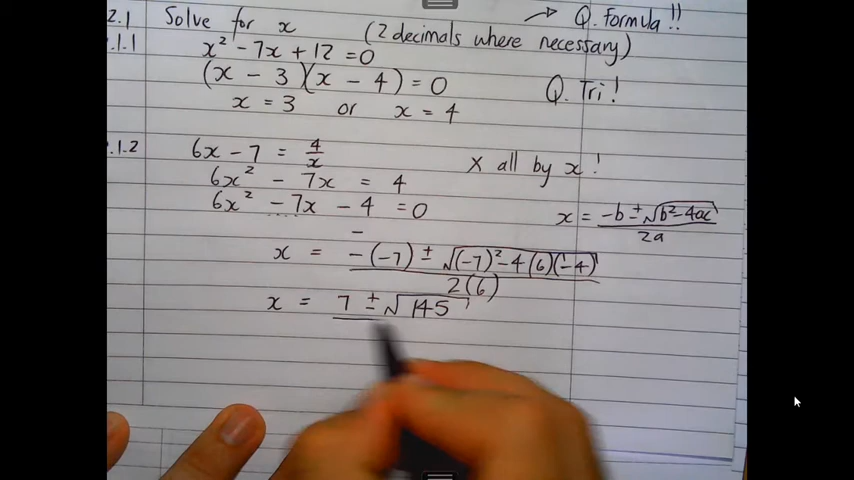 2.1 Solve for x (2 decimals where necessary) → Q. Formula !!
.1.1 x² - 7x + 12 = 0
(x - 3)(x - 4) = 0 Q. Tri !
x = 3 or x = 4
.1.2 6x - 7 = 4/x x all by x !
6x² - 7x = 4
6x² - 7x - 4 = 0 x = (-b ± √(b² - 4ac))/2a
x = (-(-7) ± √((-7)² - 4(6)(-4)))/2(6)
x = 7 ± √145